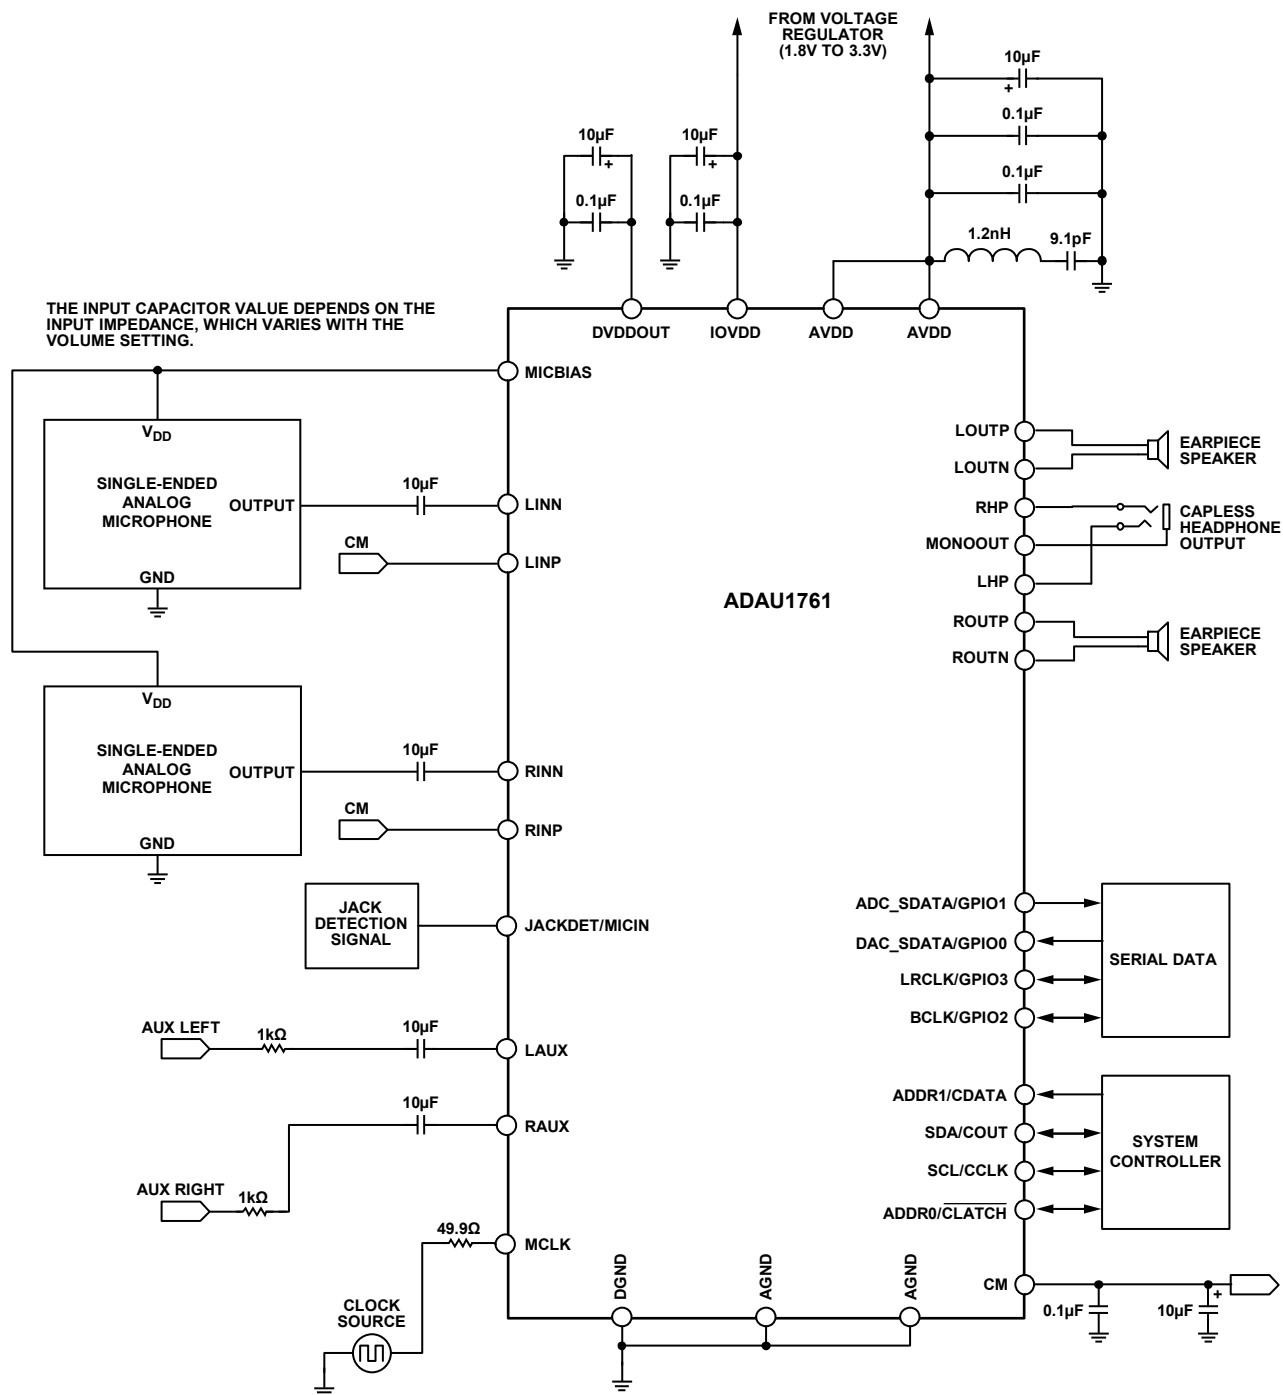 FROM VOLTAGE
REGULATOR
(1.8V TO 3.3V)
10µF
+
0.1µF
0.1µF
1.2nH
9.1pF
10µF
+
0.1µF
10µF
+
0.1µF
THE INPUT CAPACITOR VALUE DEPENDS ON THE
INPUT IMPEDANCE, WHICH VARIES WITH THE
VOLUME SETTING.
DVDDOUT
IOVDD
AVDD
AVDD
MICBIAS
VDD
SINGLE-ENDED
ANALOG
MICROPHONE
OUTPUT
GND
10µF
LINN
CM
LINP
ADAU1761
LOUTP
LOUTN
EARPIECE
SPEAKER
RHP
MONOOUT
LHP
CAPLESS
HEADPHONE
OUTPUT
ROUTP
ROUTN
EARPIECE
SPEAKER
VDD
SINGLE-ENDED
ANALOG
MICROPHONE
OUTPUT
GND
10µF
RINN
CM
RINP
JACK
DETECTION
SIGNAL
JACKDET/MICIN
ADC_SDATA/GPIO1
DAC_SDATA/GPIO0
LRCLK/GPIO3
BCLK/GPIO2
SERIAL DATA
AUX LEFT
1kΩ
10µF
LAUX
10µF
RAUX
AUX RIGHT
1kΩ
ADDR1/CDATA
SDA/COUT
SCL/CCLK
ADDR0/CLATCH
SYSTEM
CONTROLLER
49.9Ω
MCLK
CLOCK
SOURCE
DGND
AGND
AGND
CM
0.1µF
10µF
+